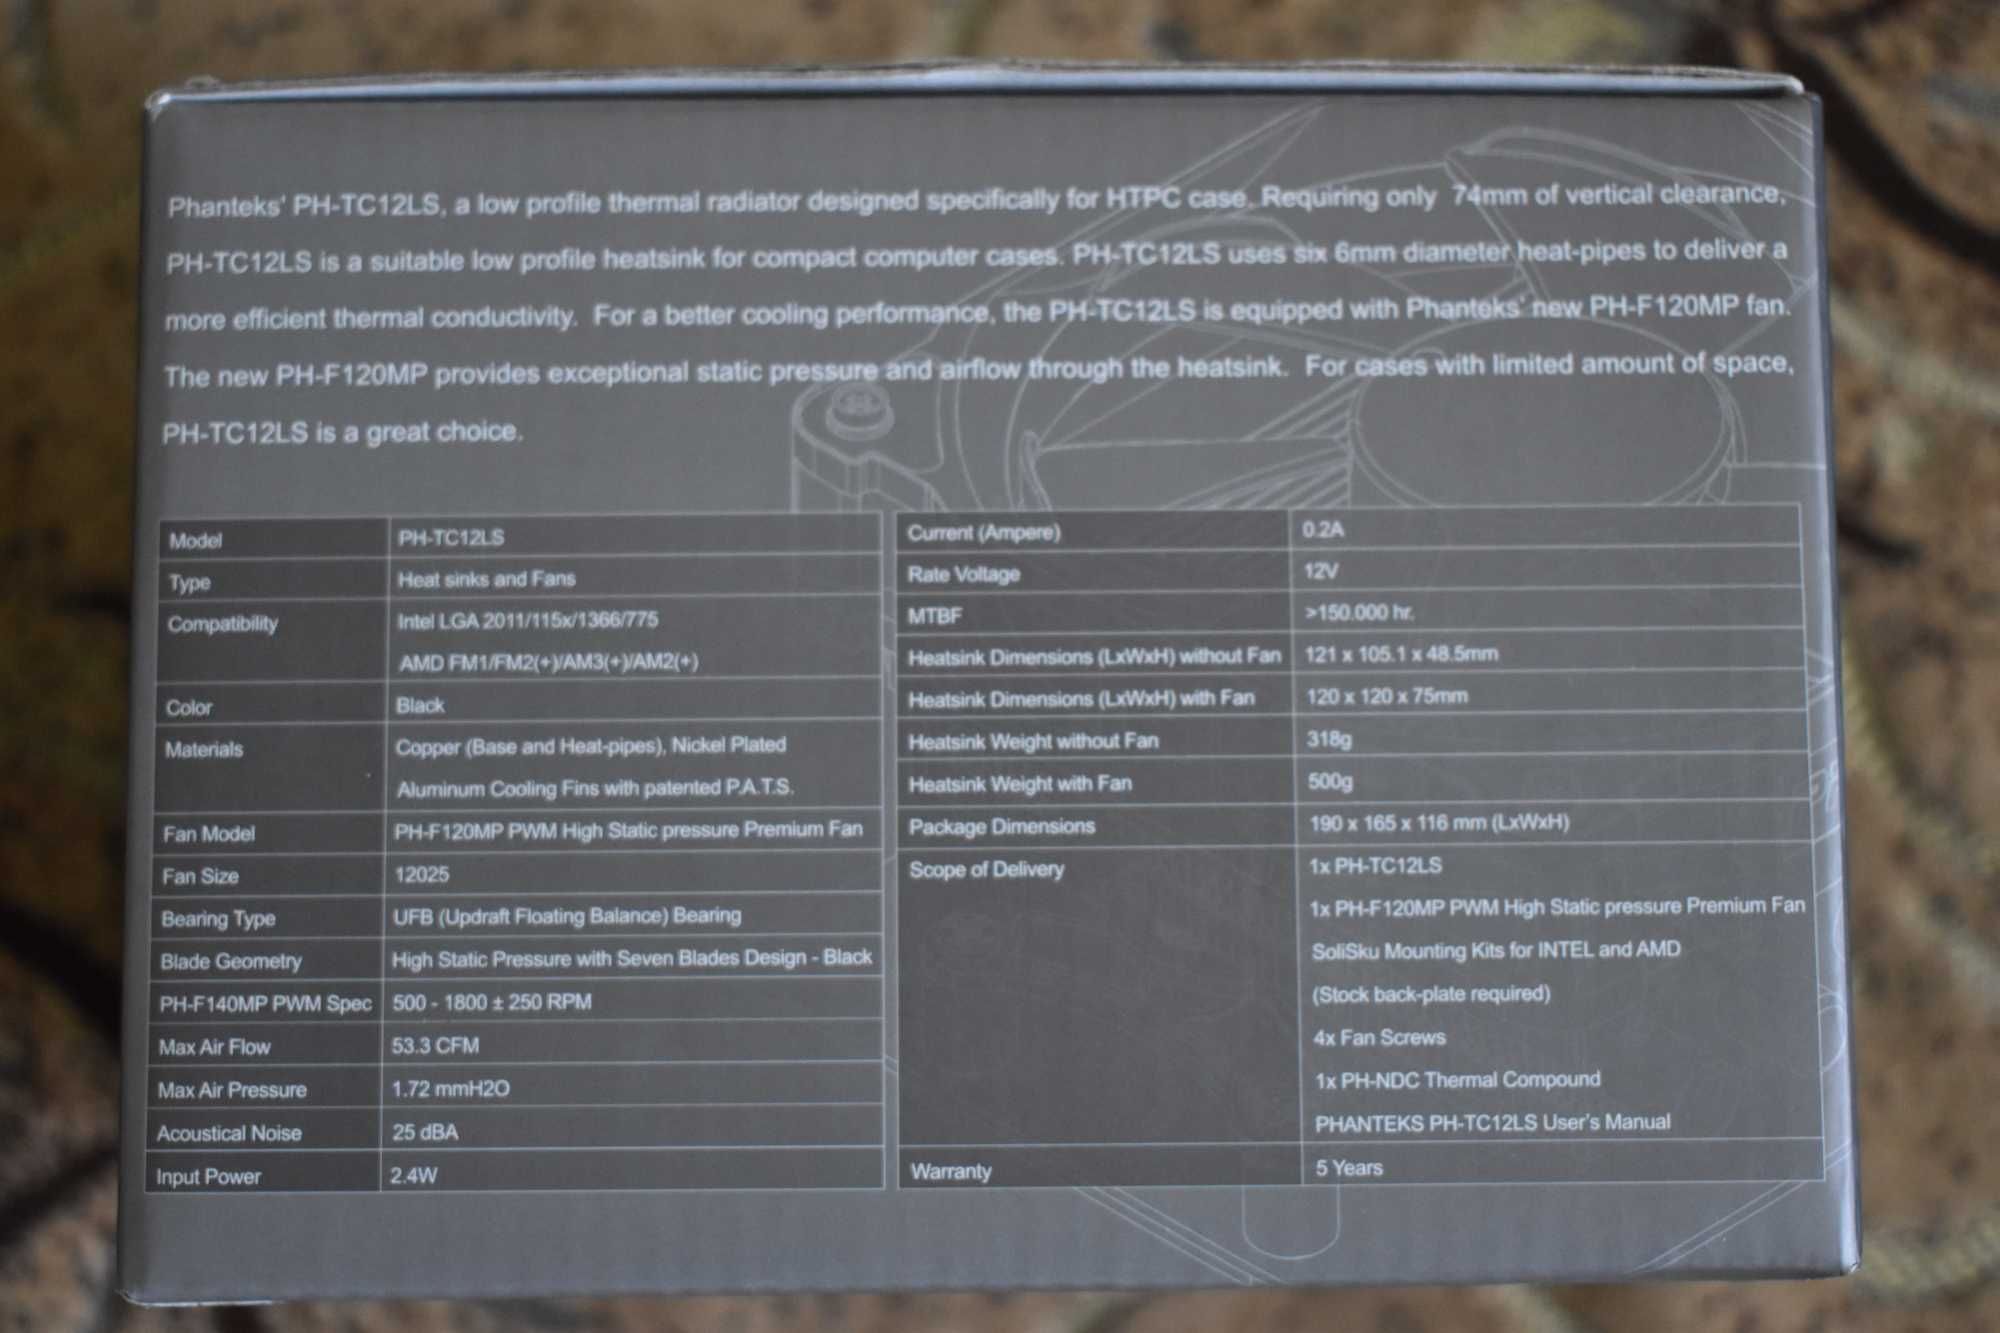 Phanteks' PH-TC12LS, a low profile thermal radiator designed specifically for HTPC case. Requiring only 74mm of vertical clearance,
PH-TC12LS is a suitable low profile heatsink for compact computer cases. PH-TC12LS uses six 6mm diameter heat-pipes to deliver a
more efficient thermal conductivity. For a better cooling performance, the PH-TC12LS is equipped with Phanteks' new PH-F120MP fan.
The new PH-F120MP provides exceptional static pressure and airflow through the heatsink. For cases with limited amount of space,
PH-TC12LS is a great choice.
Model PH-TC12LS
Type Heat sinks and Fans
Compatibility Intel LGA 2011/115x/1366/775
AMD FM1/FM2(+)/AM3(+)/AM2(+)
Color Black
Materials Copper (Base and Heat-pipes), Nickel Plated
Aluminum Cooling Fins with patented P.A.T.S.
Fan Model PH-F120MP PWM High Static pressure Premium Fan
Fan Size 12025
Bearing Type UFB (Updraft Floating Balance) Bearing
Blade Geometry High Static Pressure with Seven Blades Design - Black
PH-F140MP PWM Spec 500 - 1800 ± 250 RPM
Max Air Flow 53.3 CFM
Max Air Pressure 1.72 mmH2O
Acoustical Noise 25 dBA
Input Power 2.4W
Current (Ampere) 0.2A
Rate Voltage 12V
MTBF >150.000 hr.
Heatsink Dimensions (LxWxH) without Fan 121 x 105.1 x 48.5mm
Heatsink Dimensions (LxWxH) with Fan 120 x 120 x 75mm
Heatsink Weight without Fan 318g
Heatsink Weight with Fan 500g
Package Dimensions 190 x 165 x 116 mm (LxWxH)
Scope of Delivery 1x PH-TC12LS
1x PH-F120MP PWM High Static pressure Premium Fan
SoliSku Mounting Kits for INTEL and AMD
(Stock back-plate required)
4x Fan Screws
1x PH-NDC Thermal Compound
PHANTEKS PH-TC12LS User's Manual
Warranty 5 Years